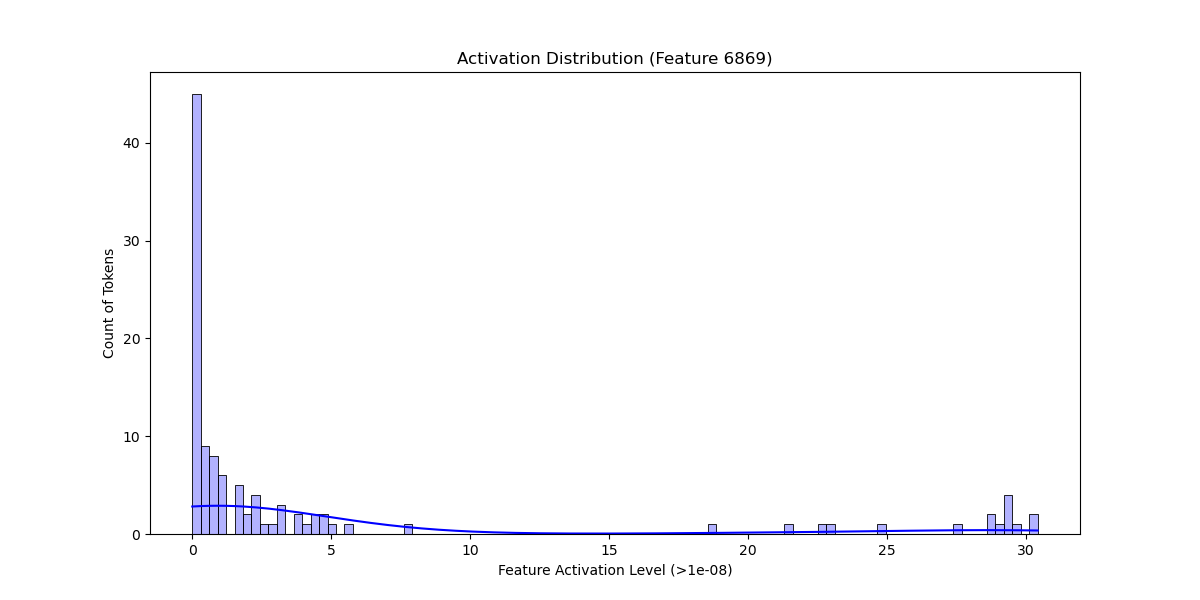 Activation Distribution (Feature 6869)
Count of Tokens
40
30
20
10
0
0 5 10 15 20 25 30
Feature Activation Level (>1e-08)